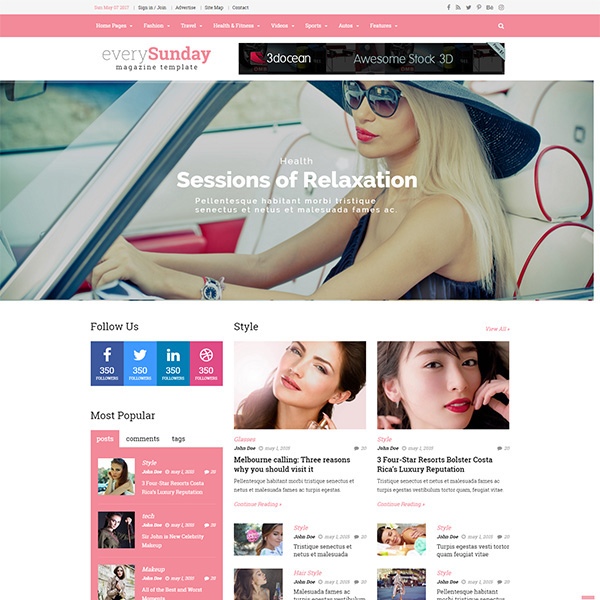 Sun May 07 2017 | Sign in / Join | Advertise | Site Map | Contact
Home Pages Fashion Travel Health & Fitness Videos Sports Autos Features
everySunday
magazine template
3docean Awesome Stock 3D
Health
Sessions of Relaxation
Pellentesque habitant morbi tristique
senectus et netus et malesuada fames ac.
Follow Us
350 350 350 350
FOLLOWERS FOLLOWERS FOLLOWERS FOLLOWERS
Most Popular
posts comments tags
Style
John Doe may 1, 2015 20
3 Four-Star Resorts Bolster Costa
Rica's Luxury Reputation
tech
John Doe may 1, 2015 20
Sir John is New Celebrity
Makeup
Makeup
John Doe may 1, 2015 20
All of the Best and Worst
Moments
Style View All »
Glasses
John Doe may 1, 2015 20
Melbourne calling: Three reasons
why you should visit it
Pellentesque habitant morbi tristique senectus
et netus et malesuada fames ac turpis egestas
Continue Reading »
Style
John Doe may 1, 2015 20
3 Four-Star Resorts Bolster Costa
Rica's Luxury Reputation
Tristique senectus et netus et malesuada fames ac
turpis egestas vestibulum tortor quam, feugiat vitae
Continue Reading »
Style
John Doe may 1, 2015 20
Tristique senectus et
netus et malesuada
Style
John Doe may 1, 2015 20
Turpis egestas vestibulum
tortor quam, feugiat vitae
Hair Style
John Doe may 1, 2015 20
Malesuada fames ac turpis
Style
John Doe may 1, 2015 20
Vestibulum tortor quam